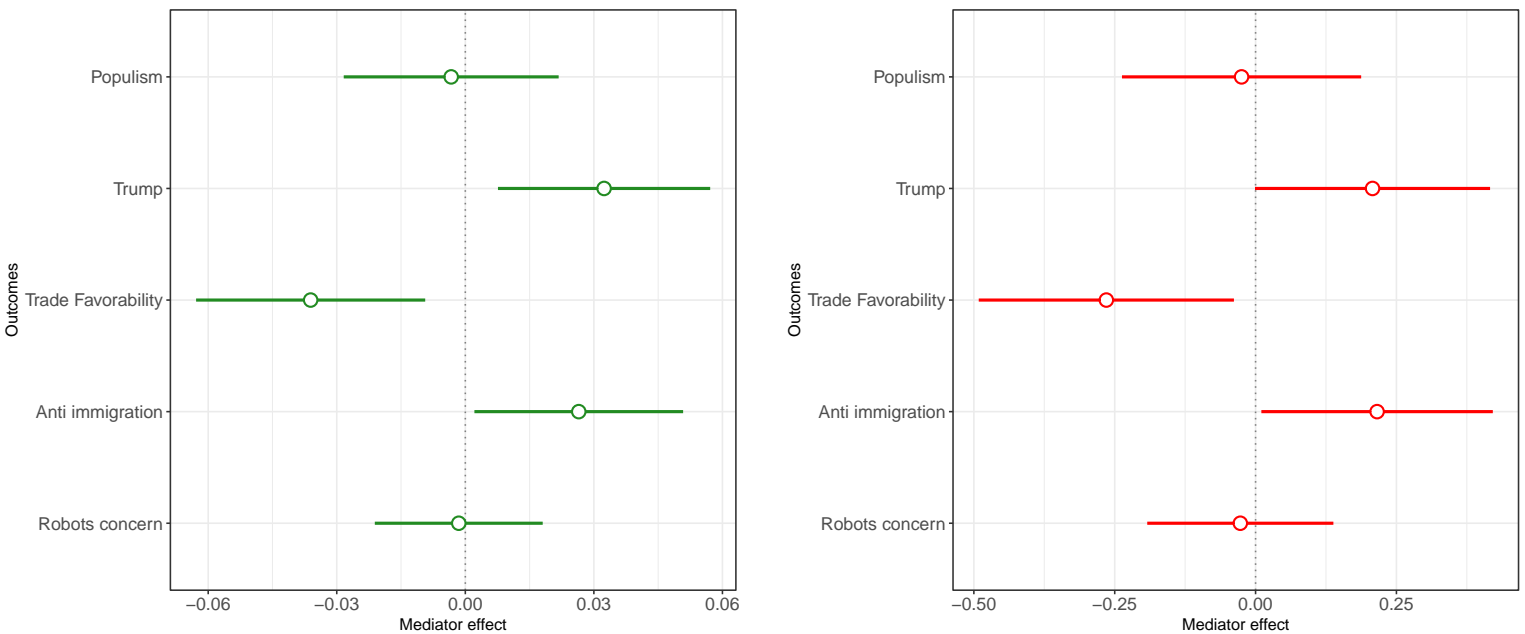 Outcomes
Populism
Trump
Trade Favorability
Anti immigration
Robots concern
−0.06 −0.03 0.00 0.03 0.06
Mediator effect
Outcomes
Populism
Trump
Trade Favorability
Anti immigration
Robots concern
−0.50 −0.25 0.00 0.25
Mediator effect